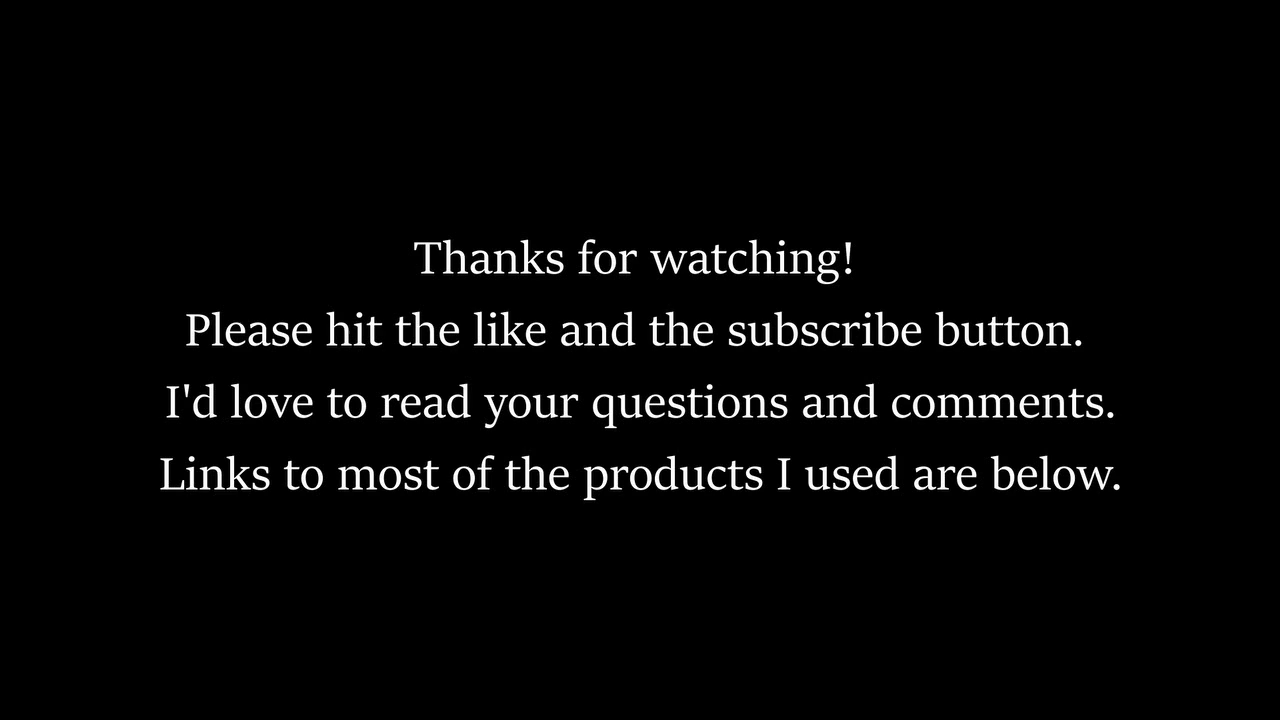 Thanks for watching!
Please hit the like and the subscribe button.
I'd love to read your questions and comments.
Links to most of the products I used are below.